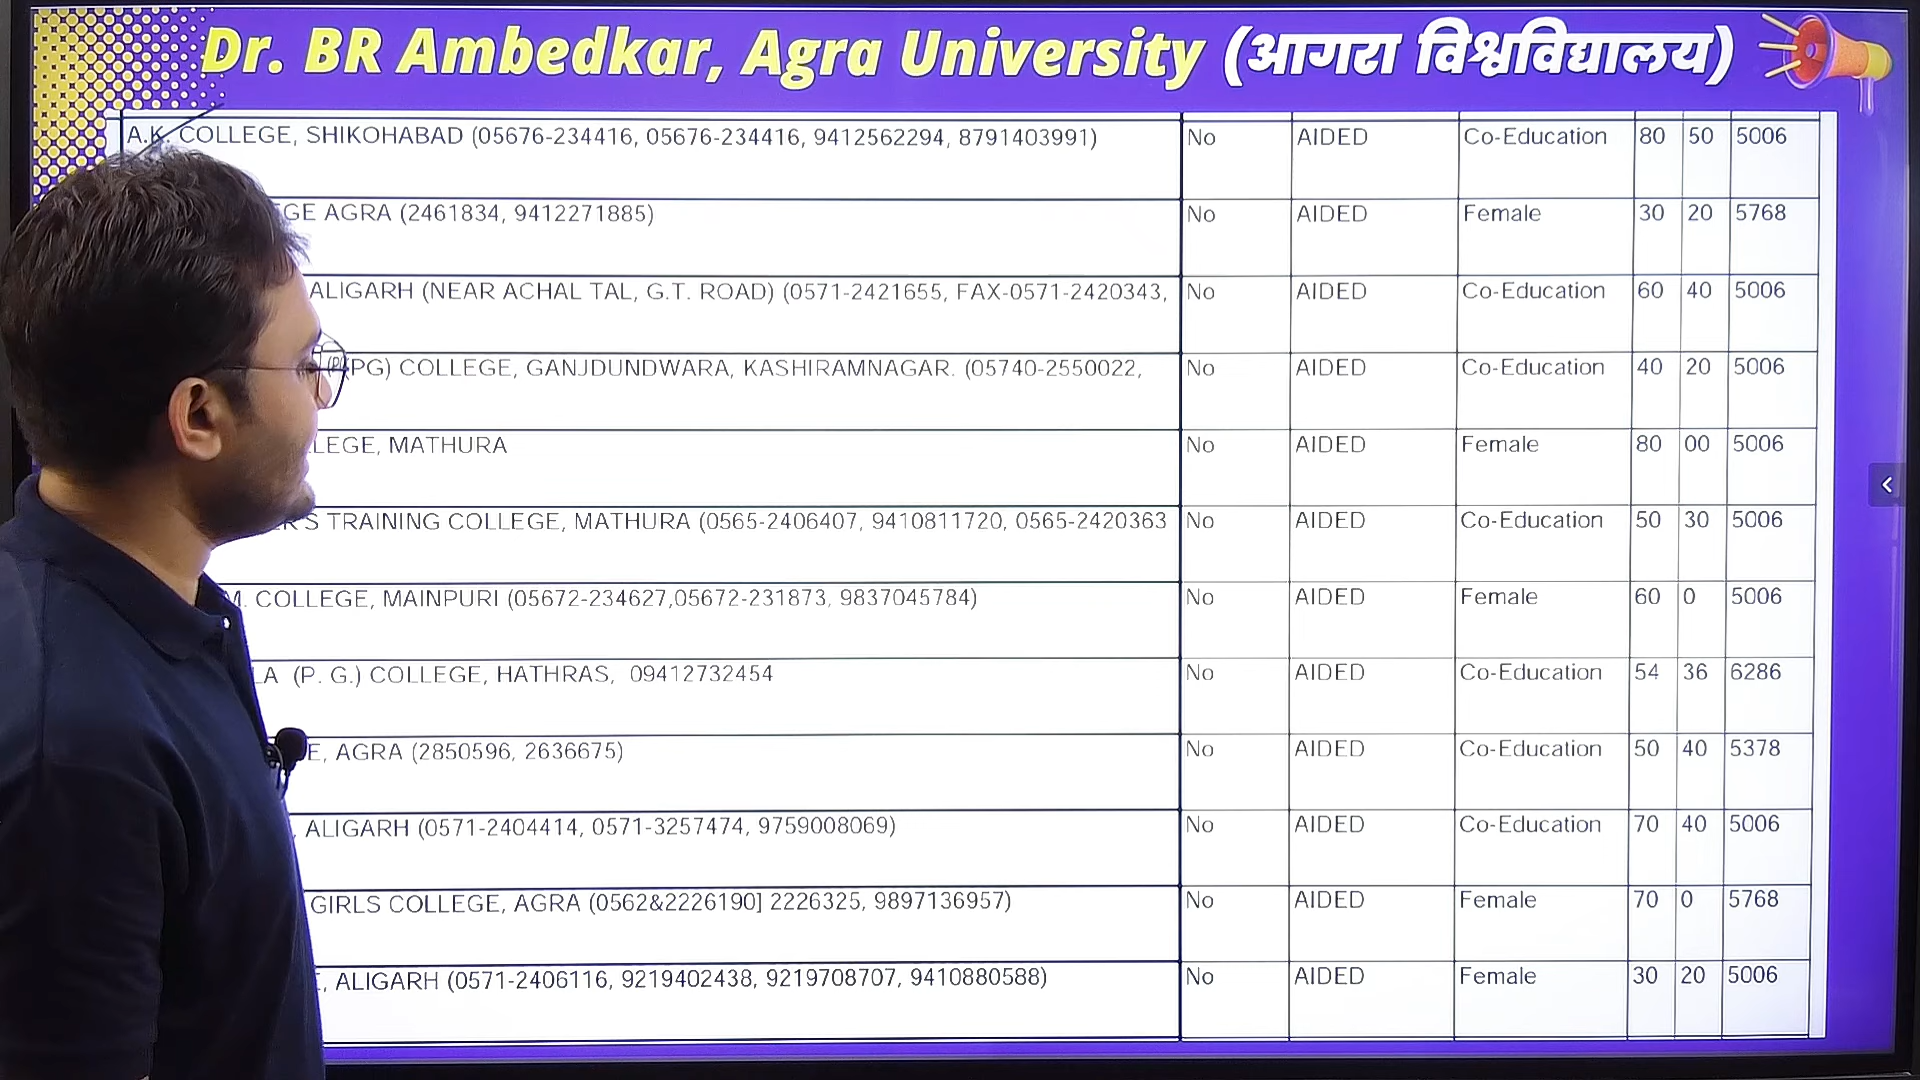 Dr. BR Ambedkar, Agra University (आगरा विश्वविद्यालय)
A.K. COLLEGE, SHIKOHABAD (05676-234416, 05676-234416, 9412562294, 8791403991) No AIDED Co-Education 80 50 5006
AGRA (2461834, 9412271885) No AIDED Female 30 20 5768
ALIGARH (NEAR ACHAL TAL, G.T. ROAD) (0571-2421655, FAX-0571-2420343, No AIDED Co-Education 60 40 5006
(PG) COLLEGE, GANJDUNDWARA, KASHIRAMNAGAR. (05740-2550022, No AIDED Co-Education 40 20 5006
MATHURA No AIDED Female 80 00 5006
TRAINING COLLEGE, MATHURA (0565-2406407, 9410811720, 0565-2420363 No AIDED Co-Education 50 30 5006
COLLEGE, MAINPURI (05672-234627,05672-231873, 9837045784) No AIDED Female 60 0 5006
(P. G.) COLLEGE, HATHRAS, 09412732454 No AIDED Co-Education 54 36 6286
AGRA (2850596, 2636675) No AIDED Co-Education 50 40 5378
ALIGARH (0571-2404414, 0571-3257474, 9759008069) No AIDED Co-Education 70 40 5006
GIRLS COLLEGE, AGRA (0562&2226190] 2226325, 9897136957) No AIDED Female 70 0 5768
ALIGARH (0571-2406116, 9219402438, 9219708707, 9410880588) No AIDED Female 30 20 5006